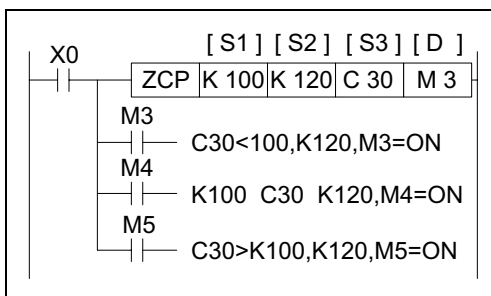 [ S1 ] [ S2 ] [ S3 ] [ D ]
X0
ZCP K 100 K 120 C 30 M 3
M3
C30<100,K120,M3=ON
M4
K100 C30 K120,M4=ON
M5
C30>K100,K120,M5=ON